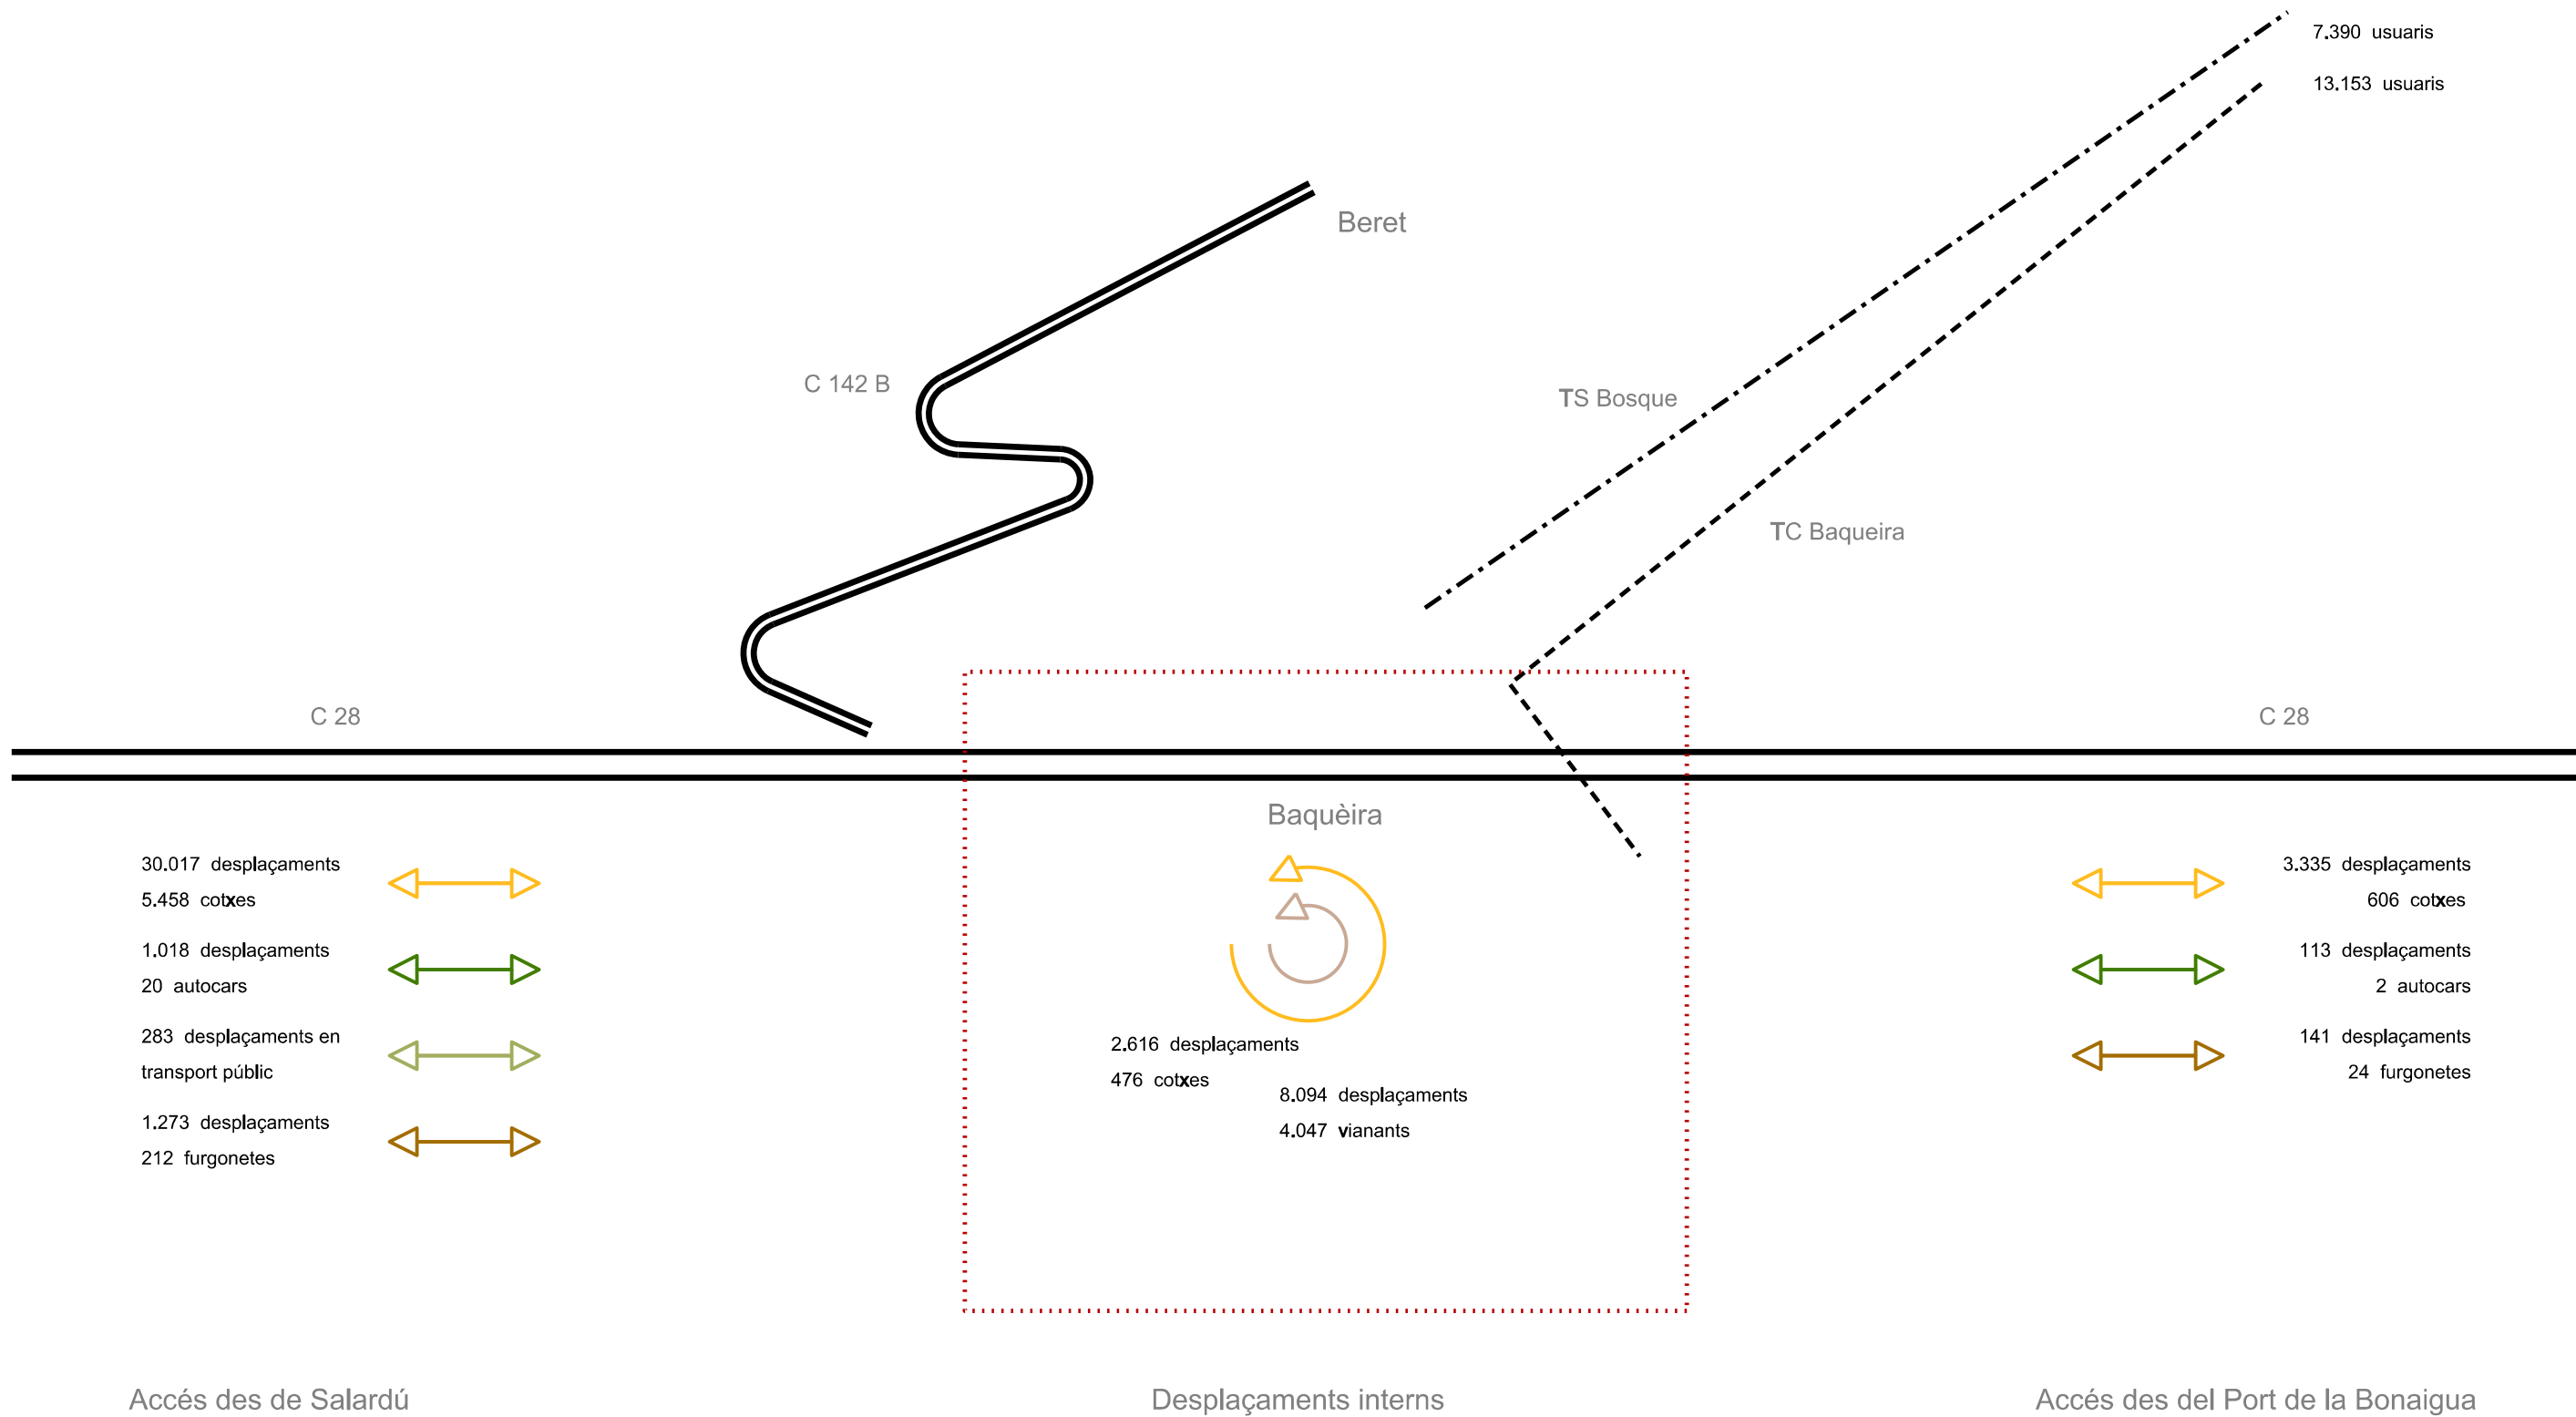 7.390 usuaris
13.153 usuaris
Beret
C 142 B
TS Bosque
TC Baqueira
C 28
C 28
Baquèira
30.017 desplaçaments
5.458 cotxes
1.018 desplaçaments
20 autocars
283 desplaçaments en
transport públic
1.273 desplaçaments
212 furgonetes
2.616 desplaçaments
476 cotxes
8.094 desplaçaments
4.047 vianants
3.335 desplaçaments
606 cotxes
113 desplaçaments
2 autocars
141 desplaçaments
24 furgonetes
Accés des de Salardú
Desplaçaments interns
Accés des del Port de la Bonaigua